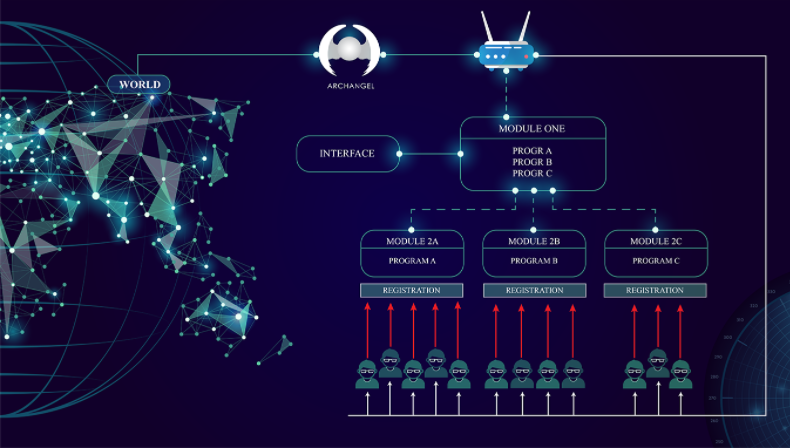 WORLD
ARCHANGEL
MODULE ONE
PROGR A
PROGR B
PROGR C
INTERFACE
MODULE 2A
PROGRAM A
REGISTRATION
MODULE 2B
PROGRAM B
REGISTRATION
MODULE 2C
PROGRAM C
REGISTRATION